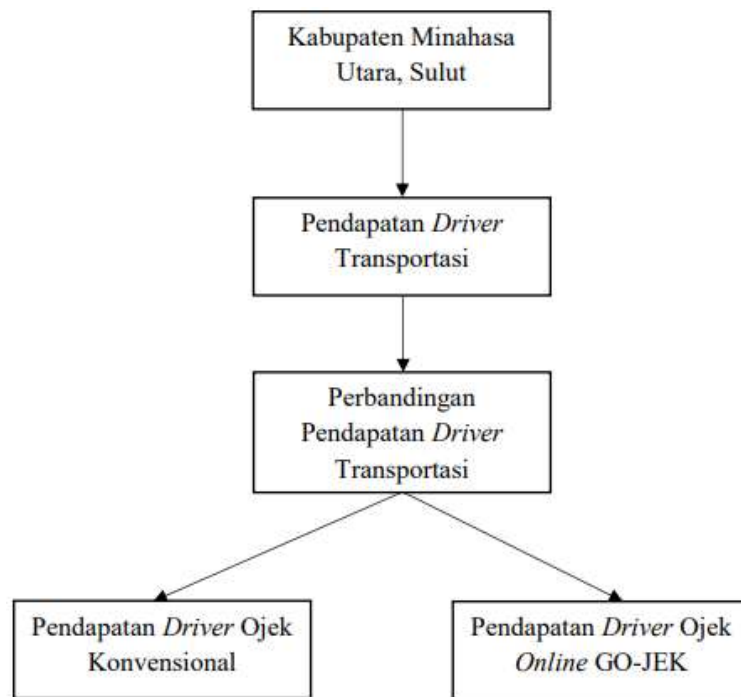 Kabupaten Minahasa
Utara, Sulut
Pendapatan Driver
Transportasi
Perbandingan
Pendapatan Driver
Transportasi
Pendapatan Driver Ojek
Konvensional
Pendapatan Driver Ojek
Online GO-JEK